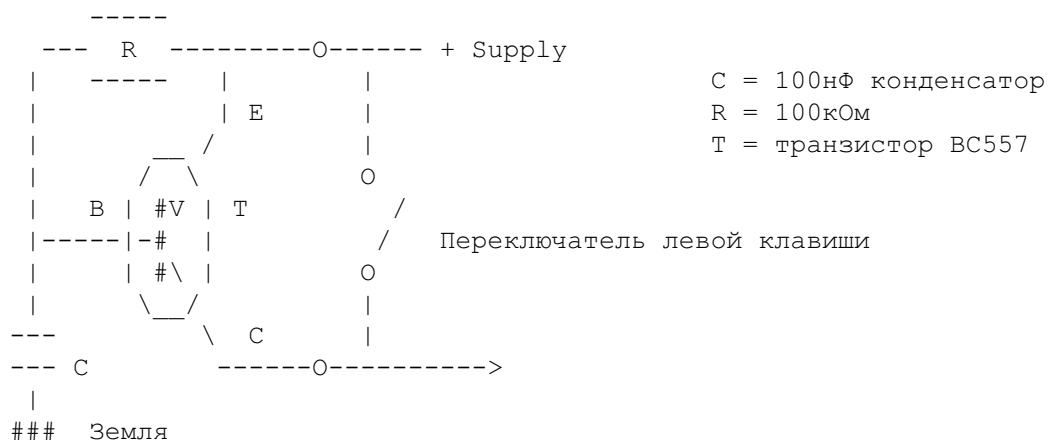 R + Supply
C = 100нФ конденсатор
E R = 100кОм
T = транзистор BC557
O
B #V T
# Переключатель левой клавиши
#\ O
C
C O >
### Земля